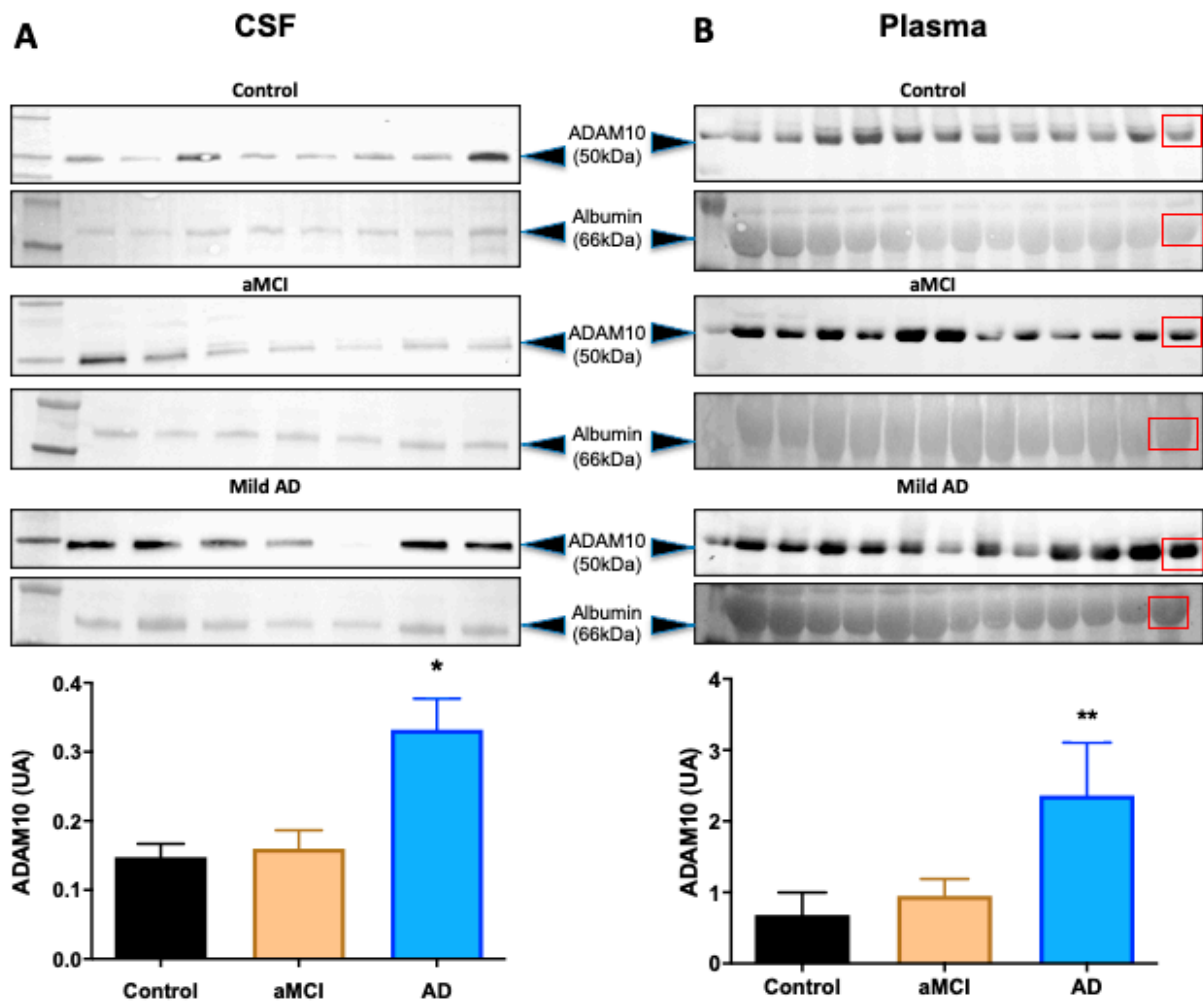 A
CSF
B
Plasma
Control
Control
ADAM10
(50kDa)
Albumin
(66kDa)
aMCI
aMCI
ADAM10
(50kDa)
Albumin
(66kDa)
Mild AD
Mild AD
ADAM10
(50kDa)
Albumin
(66kDa)
*
0.4
0.3
0.2
0.1
0.0
ADAM10 (UA)
Control aMCI AD
**
4
3
2
1
0
ADAM10 (UA)
Control aMCI AD